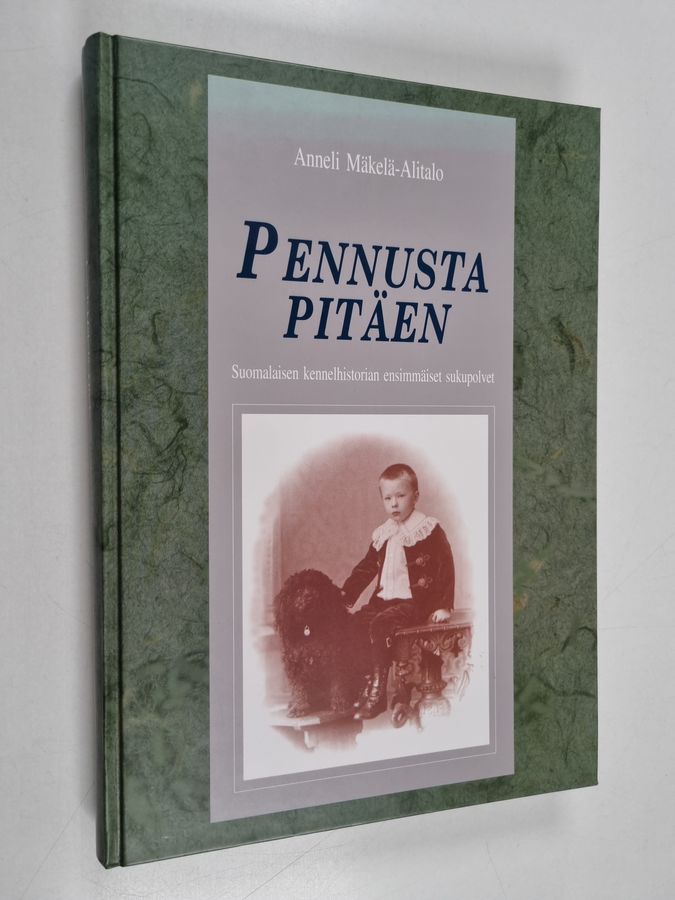 Anneli Mäkelä-Alitalo
PENNUSTA
PITÄEN
Suomalaisen kennelhistorian ensimmäiset sukupolvet